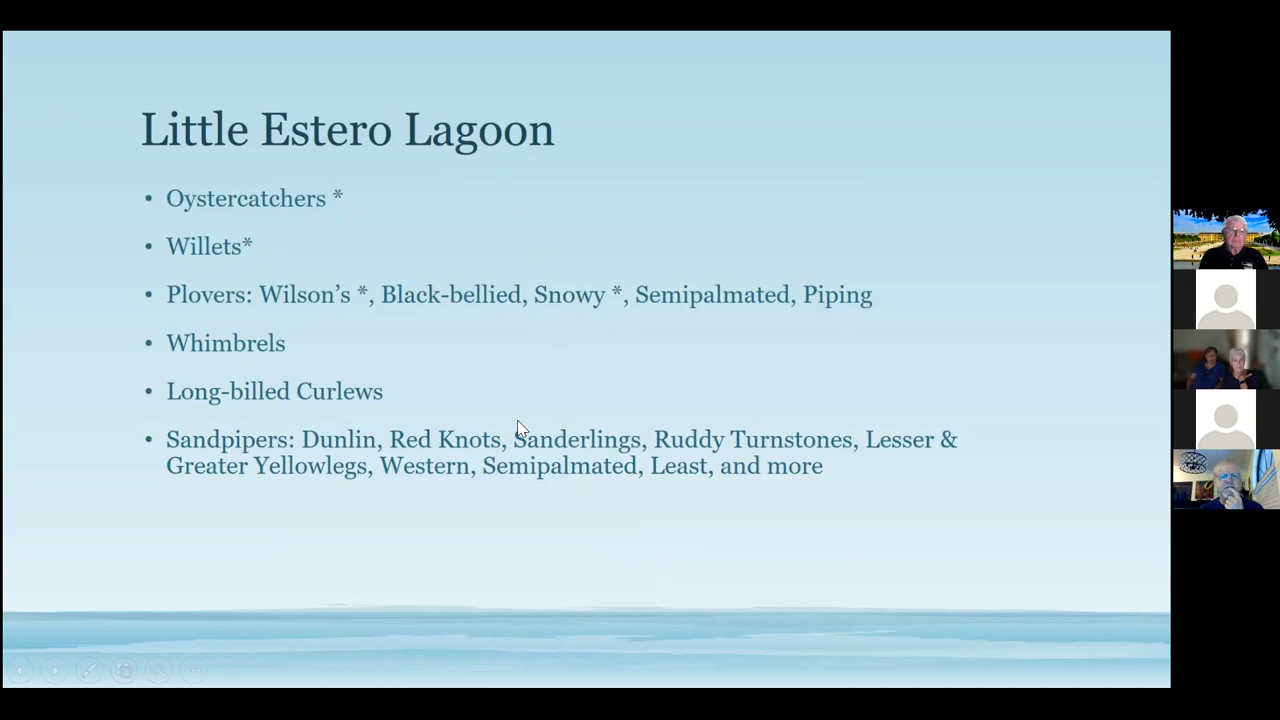 Little Estero Lagoon
• Oystercatchers *
• Willets*
• Plovers: Wilson’s *, Black-bellied, Snowy *, Semipalmated, Piping
• Whimbrels
• Long-billed Curlews
• Sandpipers: Dunlin, Red Knots, Sanderlings, Ruddy Turnstones, Lesser &
Greater Yellowlegs, Western, Semipalmated, Least, and more